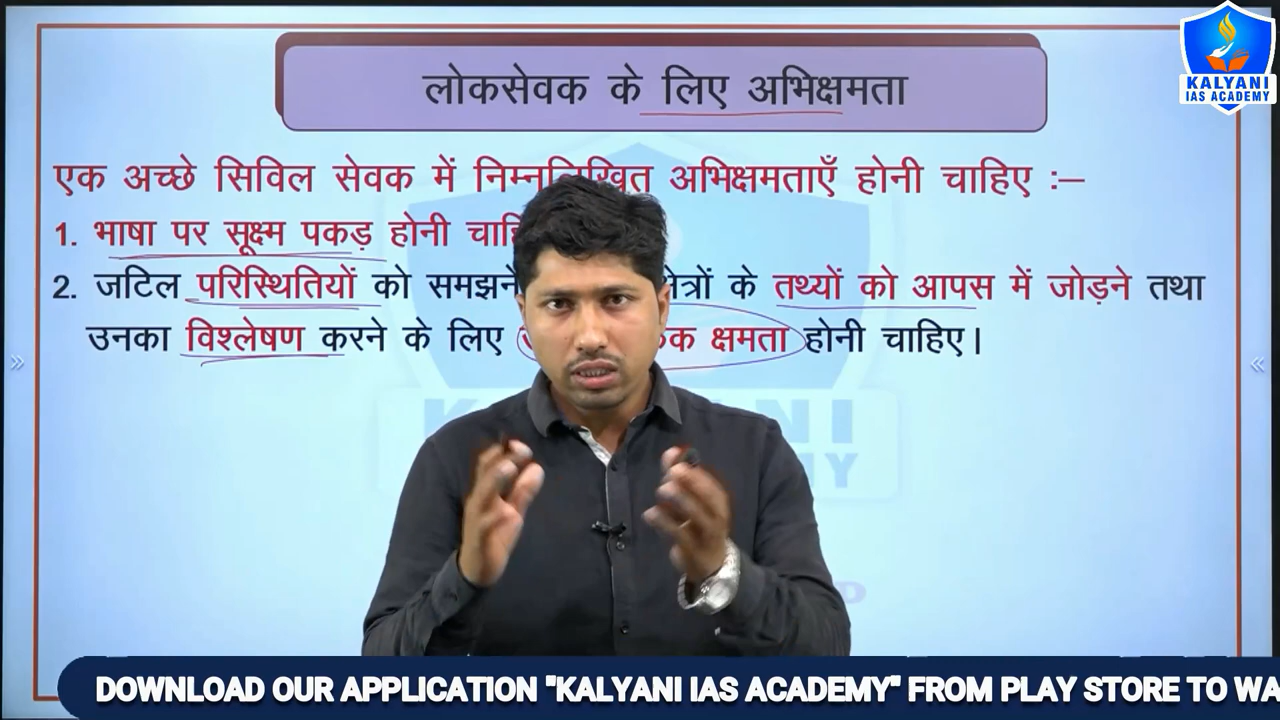 लोकसेवक के लिए अभिक्षमता
KALYANI
IAS ACADEMY
एक अच्छे सिविल सेवक में निम्नलिखित अभिक्षमताएँ होनी चाहिए :–
1. भाषा पर सूक्ष्म पकड़ होनी
2. जटिल परिस्थितियों को समझने के तथ्यों को आपस में जोड़ने तथा
उनका विश्लेषण करने के लिए क्षमता होनी चाहिए।
DOWNLOAD OUR APPLICATION "KALYANI IAS ACADEMY" FROM PLAY STORE TO